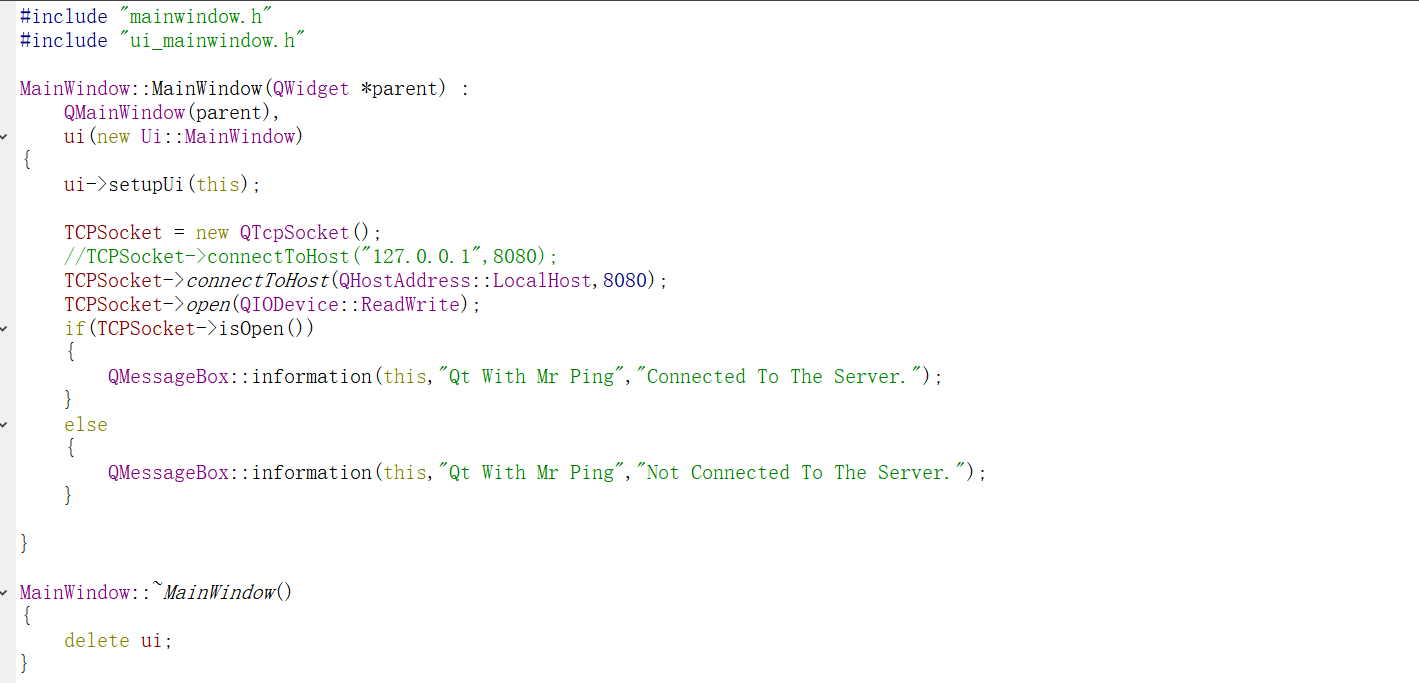 #include "mainwindow.h"
#include "ui_mainwindow.h"
MainWindow::MainWindow(QWidget *parent) :
QMainWindow(parent),
ui(new Ui::MainWindow)
{
ui->setupUi(this);
TCPSocket = new QTcpSocket();
//TCPSocket->connectToHost("127.0.0.1",8080);
TCPSocket->connectToHost(QHostAddress::LocalHost,8080);
TCPSocket->open(QIODevice::ReadWrite);
if(TCPSocket->isOpen())
{
QMessageBox::information(this,"Qt With Mr Ping","Connected To The Server.");
}
else
{
QMessageBox::information(this,"Qt With Mr Ping","Not Connected To The Server.");
}
}
MainWindow::~MainWindow()
{
delete ui;
}